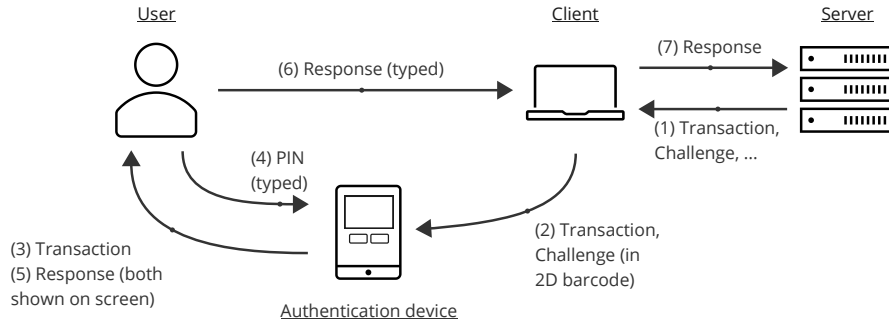 User
Client
Server
(7) Response
(6) Response (typed)
(1) Transaction,
Challenge, ...
(4) PIN
(typed)
(2) Transaction,
Challenge (in
2D barcode)
(3) Transaction
(5) Response (both
shown on screen)
Authentication device